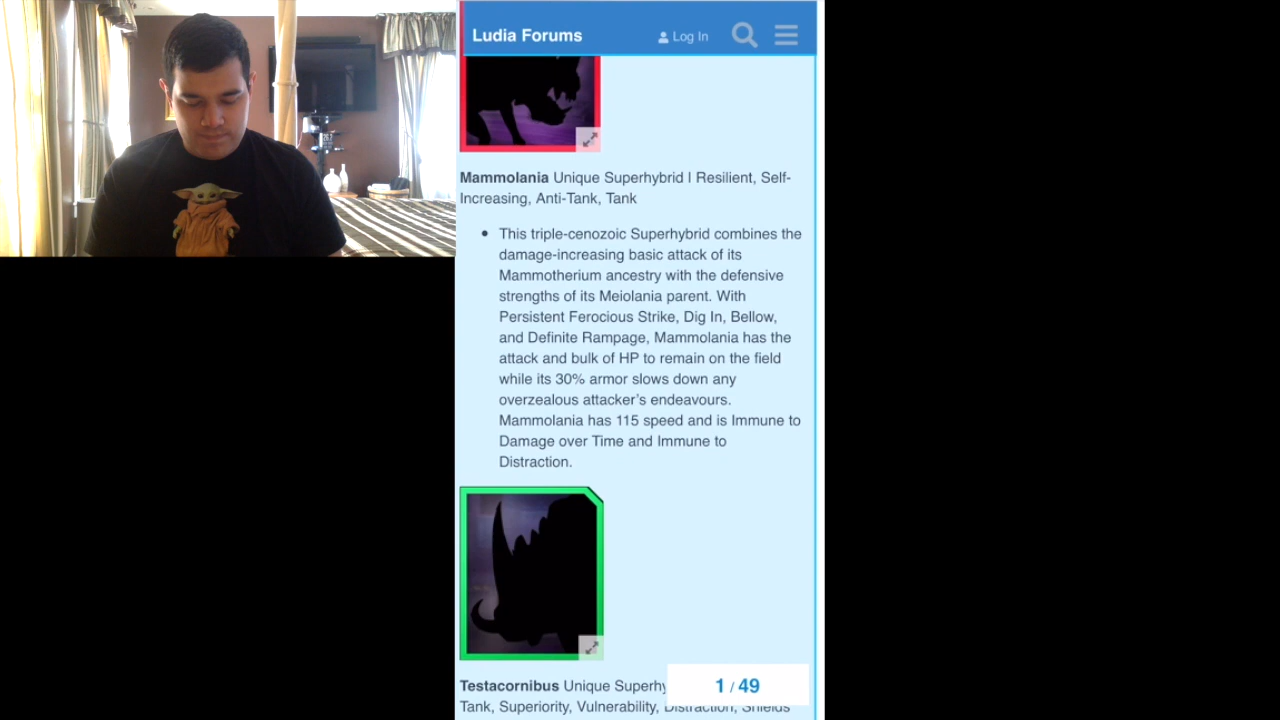 Ludia Forums
Log In
Mammolania Unique Superhybrid I Resilient, Self-
Increasing, Anti-Tank, Tank
This triple-cenozoic Superhybrid combines the
damage-increasing basic attack of its
Mammotherium ancestry with the defensive
strengths of its Meiolania parent. With
Persistent Ferocious Strike, Dig In, Bellow,
and Definite Rampage, Mammolania has the
attack and bulk of HP to remain on the field
while its 30% armor slows down any
overzealous attacker's endeavours.
Mammolania has 115 speed and is Immune to
Damage over Time and Immune to
Distraction.
Testacornibus Unique Superhy
1 / 49
Tank, Superiority, Vulnerability, Distraction, Shields